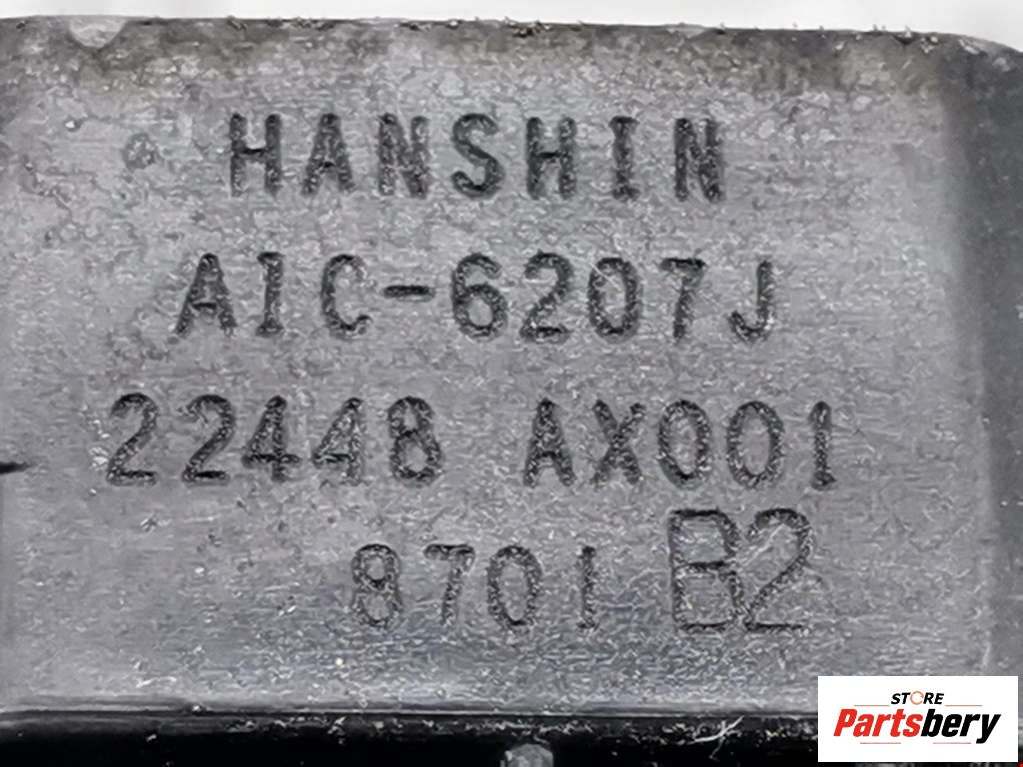 HANSHIN
AIC-6207J
22448 AX001
8701 B2
STORE
Partsbery